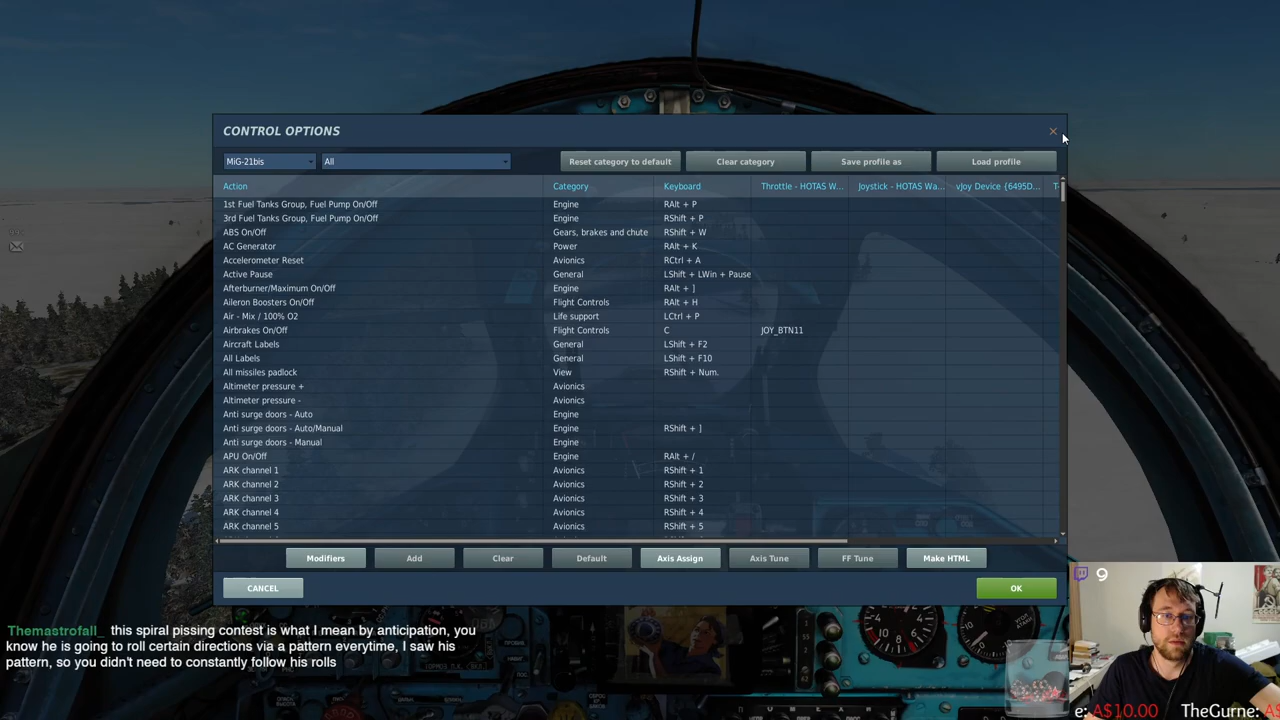 CONTROL OPTIONS
MiG-21bis All Reset category to default Clear category Save profile as Load profile
Action Category Keyboard Throttle - HOTAS W... Joystick - HOTAS Wa... vJoy Device {6495D... T
1st Fuel Tanks Group, Fuel Pump On/Off Engine RAlt + P
3rd Fuel Tanks Group, Fuel Pump On/Off Engine RShift + P
ABS On/Off Gears, brakes and chute RShift + W
AC Generator Power RAlt + K
Accelerometer Reset Avionics RCtrl + A
Active Pause General LShift + LWin + Pause
Afterburner/Maximum On/Off Engine RAlt + ]
Aileron Boosters On/Off Flight Controls RAlt + H
Air - Mix / 100% O2 Life support LCtrl + P
Airbrakes On/Off Flight Controls C JOY_BTN11
Aircraft Labels General LShift + F2
All Labels General LShift + F10
All missiles padlock View RShift + Num.
Altimeter pressure + Avionics
Altimeter pressure - Avionics
Anti surge doors - Auto Engine
Anti surge doors - Auto/Manual Engine RShift + ]
Anti surge doors - Manual Engine
APU On/Off Engine RAlt + /
ARK channel 1 Avionics RShift + 1
ARK channel 2 Avionics RShift + 2
ARK channel 3 Avionics RShift + 3
ARK channel 4 Avionics RShift + 4
ARK channel 5 Avionics RShift + 5
Modifiers Add Clear Default Axis Assign Axis Tune FF Tune Make HTML
CANCEL OK
9
Themastrofall_ this spiral pissing contest is what I mean by anticipation, you
know he is going to roll certain directions via a pattern everytime, I saw his
pattern, so you didn't need to constantly follow his rolls
e: A$10.00 TheGurne: A$